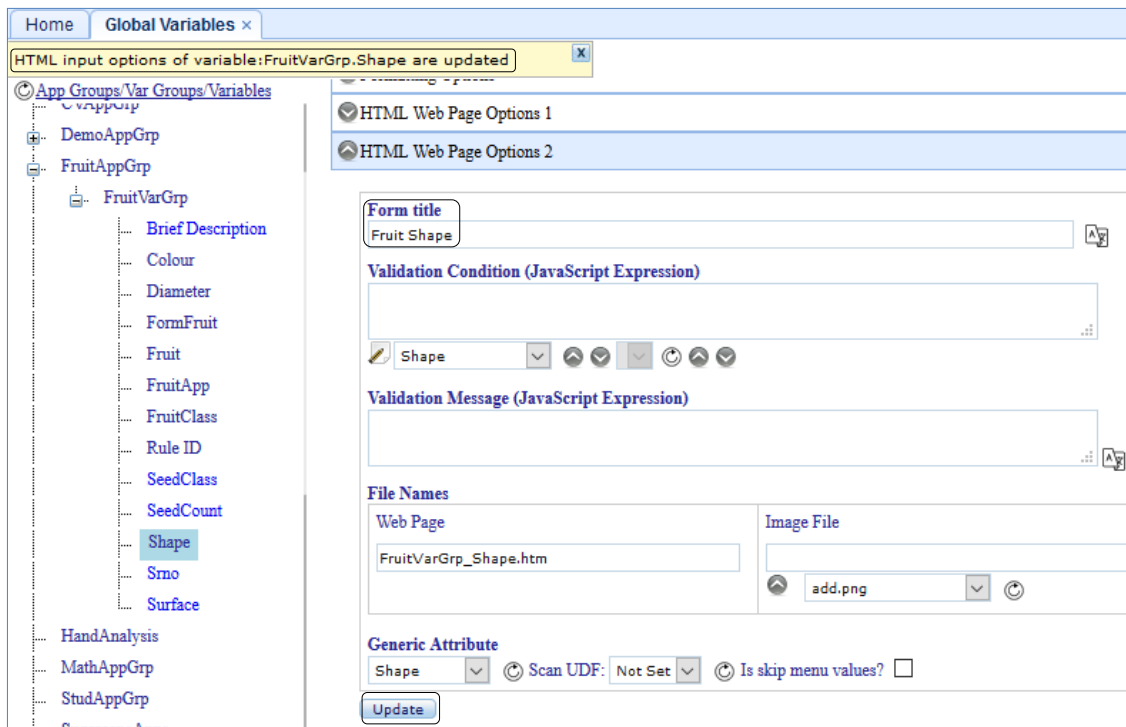 Home Global Variables ×
HTML input options of variable:FruitVarGrp.Shape are updated X
App Groups/Var Groups/Variables
CVAppGrp
DemoAppGrp
FruitAppGrp
FruitVarGrp
Brief Description
Colour
Diameter
FormFruit
Fruit
FruitApp
FruitClass
Rule ID
SeedClass
SeedCount
Shape
Srno
Surface
HandAnalysis
MathAppGrp
StudAppGrp
HTML Web Page Options 1
HTML Web Page Options 2
Form title
Fruit Shape
Validation Condition (JavaScript Expression)
Shape
Validation Message (JavaScript Expression)
File Names
Web Page Image File
FruitVarGrp_Shape.htm
add.png
Generic Attribute
Shape Scan UDF: Not Set Is skip menu values?
Update